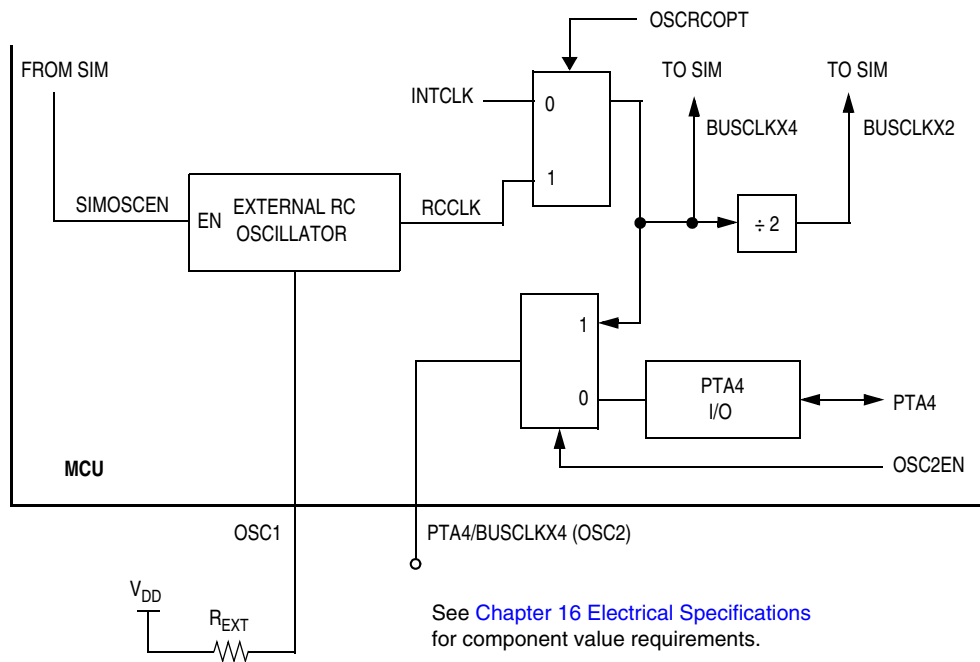 OSCRCOPT
FROM SIM
TO SIM
TO SIM
INTCLK
0
BUSCLKX4
BUSCLKX2
1
SIMOSCEN
EN
EXTERNAL RC
OSCILLATOR
RCCLK
÷ 2
1
0
PTA4
I/O
PTA4
MCU
OSC2EN
OSC1
PTA4/BUSCLKX4 (OSC2)
VDD
REXT
See Chapter 16 Electrical Specifications
for component value requirements.